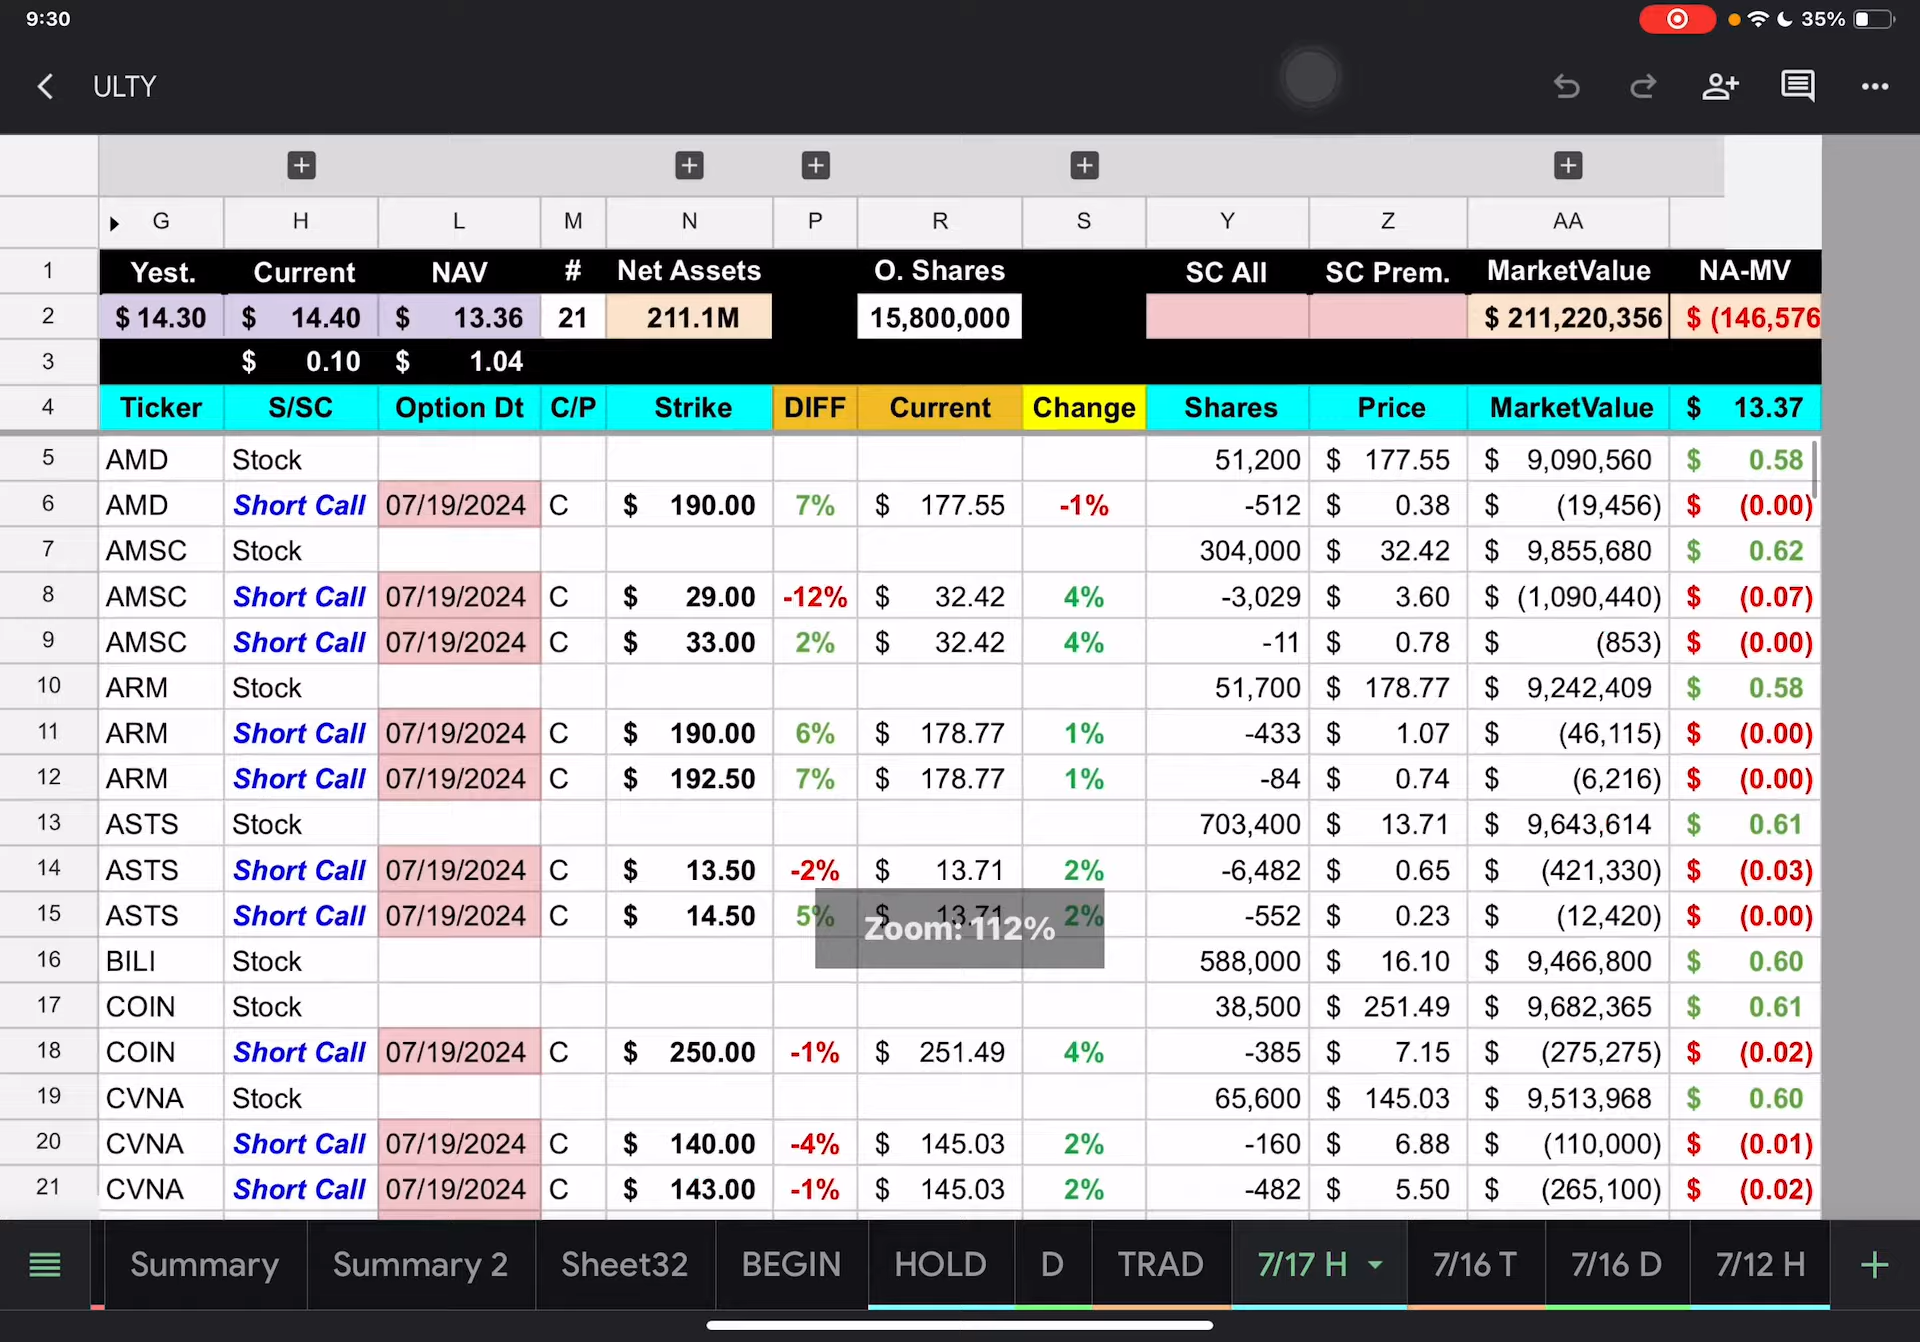 9:30 35%
ULTY
G H L M N P R S Y Z AA
1 Yest. Current NAV # Net Assets O. Shares SC All SC Prem. MarketValue NA-MV
2 $ 14.30 $ 14.40 $ 13.36 21 211.1M 15,800,000 $ 211,220,356 $ (146,576
3 $ 0.10 $ 1.04
4 Ticker S/SC Option Dt C/P Strike DIFF Current Change Shares Price MarketValue $ 13.37
5 AMD Stock 51,200 $ 177.55 $ 9,090,560 $ 0.58
6 AMD Short Call 07/19/2024 C $ 190.00 7% $ 177.55 -1% -512 $ 0.38 $ (19,456) $ (0.00)
7 AMSC Stock 304,000 $ 32.42 $ 9,855,680 $ 0.62
8 AMSC Short Call 07/19/2024 C $ 29.00 -12% $ 32.42 4% -3,029 $ 3.60 $ (1,090,440) $ (0.07)
9 AMSC Short Call 07/19/2024 C $ 33.00 2% $ 32.42 4% -11 $ 0.78 $ (853) $ (0.00)
10 ARM Stock 51,700 $ 178.77 $ 9,242,409 $ 0.58
11 ARM Short Call 07/19/2024 C $ 190.00 6% $ 178.77 1% -433 $ 1.07 $ (46,115) $ (0.00)
12 ARM Short Call 07/19/2024 C $ 192.50 7% $ 178.77 1% -84 $ 0.74 $ (6,216) $ (0.00)
13 ASTS Stock 703,400 $ 13.71 $ 9,643,614 $ 0.61
14 ASTS Short Call 07/19/2024 C $ 13.50 -2% $ 13.71 2% -6,482 $ 0.65 $ (421,330) $ (0.03)
15 ASTS Short Call 07/19/2024 C $ 14.50 5% $ 13.71 2% -552 $ 0.23 $ (12,420) $ (0.00)
Zoom: 112%
16 BILI Stock 588,000 $ 16.10 $ 9,466,800 $ 0.60
17 COIN Stock 38,500 $ 251.49 $ 9,682,365 $ 0.61
18 COIN Short Call 07/19/2024 C $ 250.00 -1% $ 251.49 4% -385 $ 7.15 $ (275,275) $ (0.02)
19 CVNA Stock 65,600 $ 145.03 $ 9,513,968 $ 0.60
20 CVNA Short Call 07/19/2024 C $ 140.00 -4% $ 145.03 2% -160 $ 6.88 $ (110,000) $ (0.01)
21 CVNA Short Call 07/19/2024 C $ 143.00 -1% $ 145.03 2% -482 $ 5.50 $ (265,100) $ (0.02)
Summary Summary 2 Sheet32 BEGIN HOLD D TRAD 7/17 H 7/16 T 7/16 D 7/12 H